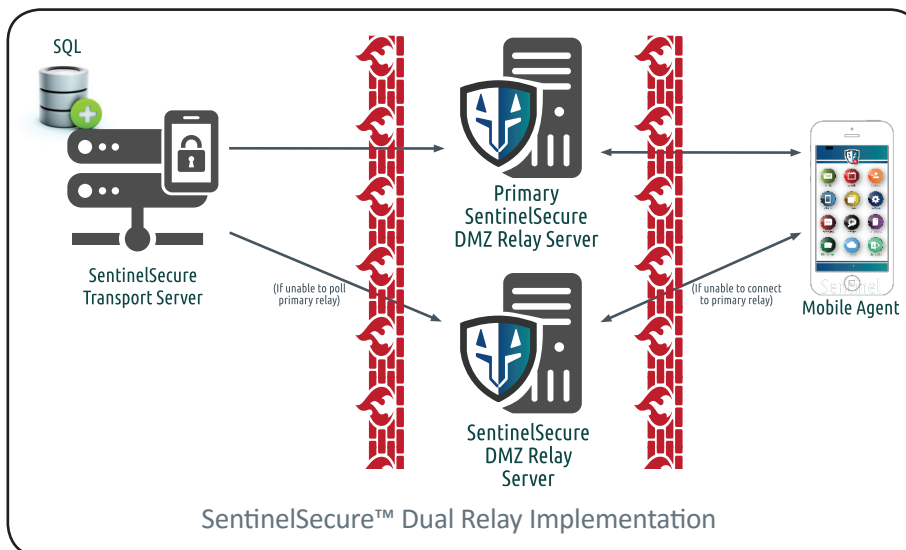 SQL
SentinelSecure
Transport Server
Primary
SentinelSecure
DMZ Relay Server
(If unable to poll
primary relay)
SentinelSecure
DMZ Relay
Server
(If unable to connect
to primary relay)
Sentinel
Mobile Agent
SentinelSecure™ Dual Relay Implementation